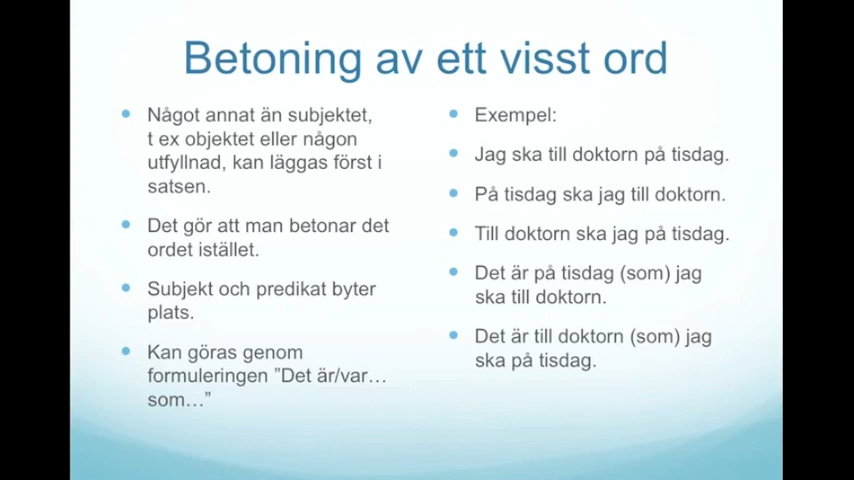 Betoning av ett visst ord
Något annat än subjektet,
t ex objektet eller någon
utfyllnad, kan läggas först i
satsen.
Det gör att man betonar det
ordet istället.
Subjekt och predikat byter
plats.
Kan göras genom
formuleringen ”Det är/var…
som…”
Exempel:
Jag ska till doktorn på tisdag.
På tisdag ska jag till doktorn.
Till doktorn ska jag på tisdag.
Det är på tisdag (som) jag
ska till doktorn.
Det är till doktorn (som) jag
ska på tisdag.